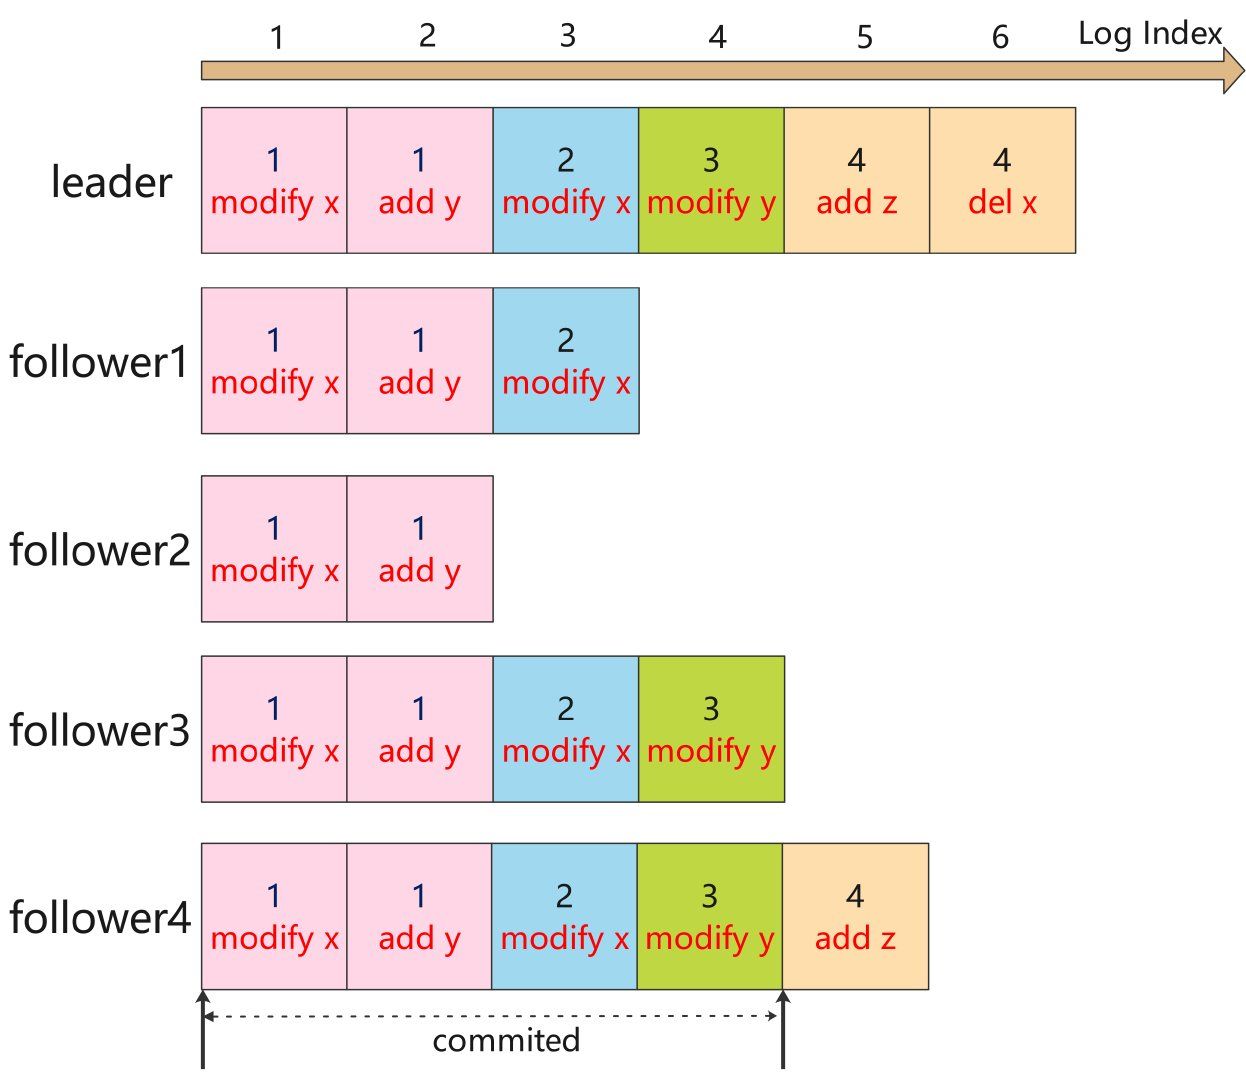 1 2 3 4 5 6 Log Index
leader
1 1 2 3 4 4
modify x add y modify x modify y add z del x
follower1
1 1 2
modify x add y modify x
follower2
1 1
modify x add y
follower3
1 1 2 3
modify x add y modify x modify y
follower4
1 1 2 3 4
modify x add y modify x modify y add z
commited